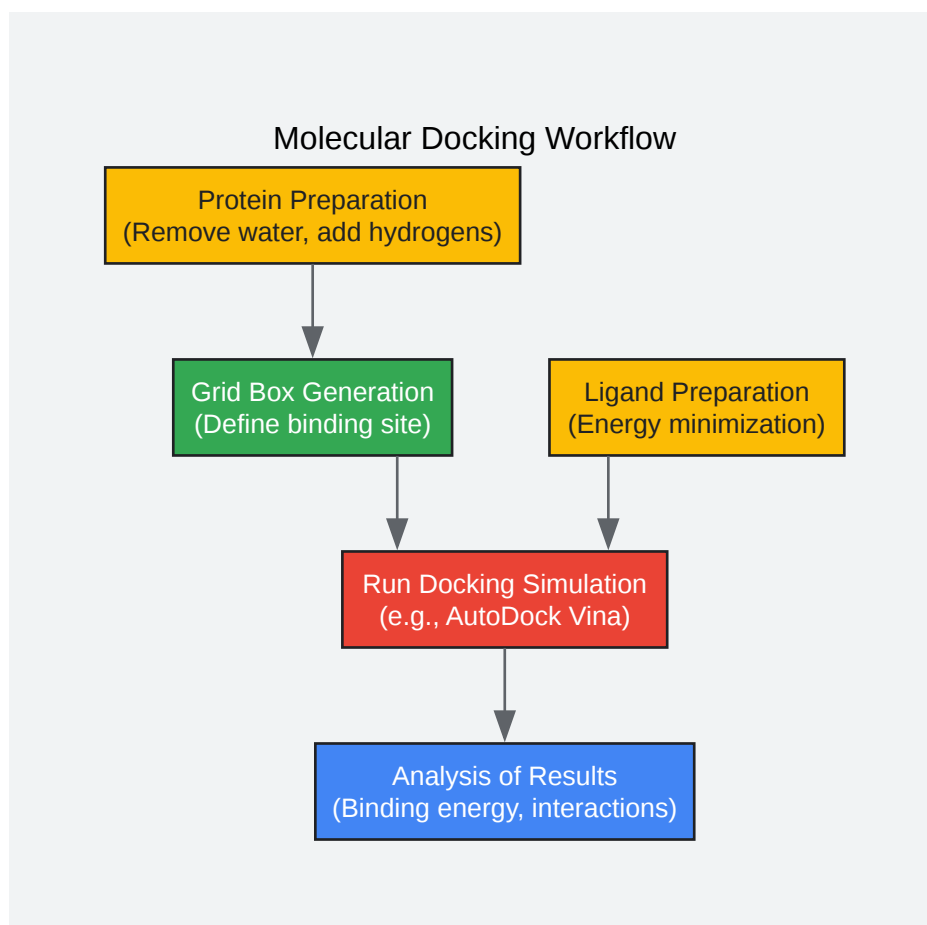 Molecular Docking Workflow
Protein Preparation
(Remove water, add hydrogens)
Grid Box Generation
(Define binding site)
Ligand Preparation
(Energy minimization)
Run Docking Simulation
(e.g., AutoDock Vina)
Analysis of Results
(Binding energy, interactions)